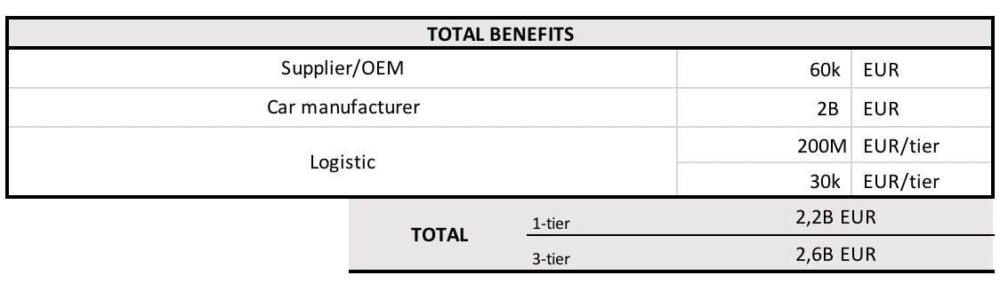 TOTAL BENEFITS
Supplier/OEM 60k EUR
Car manufacturer 2B EUR
Logistic 200M EUR/tier
30k EUR/tier
TOTAL 1-tier 2,2B EUR
3-tier 2,6B EUR